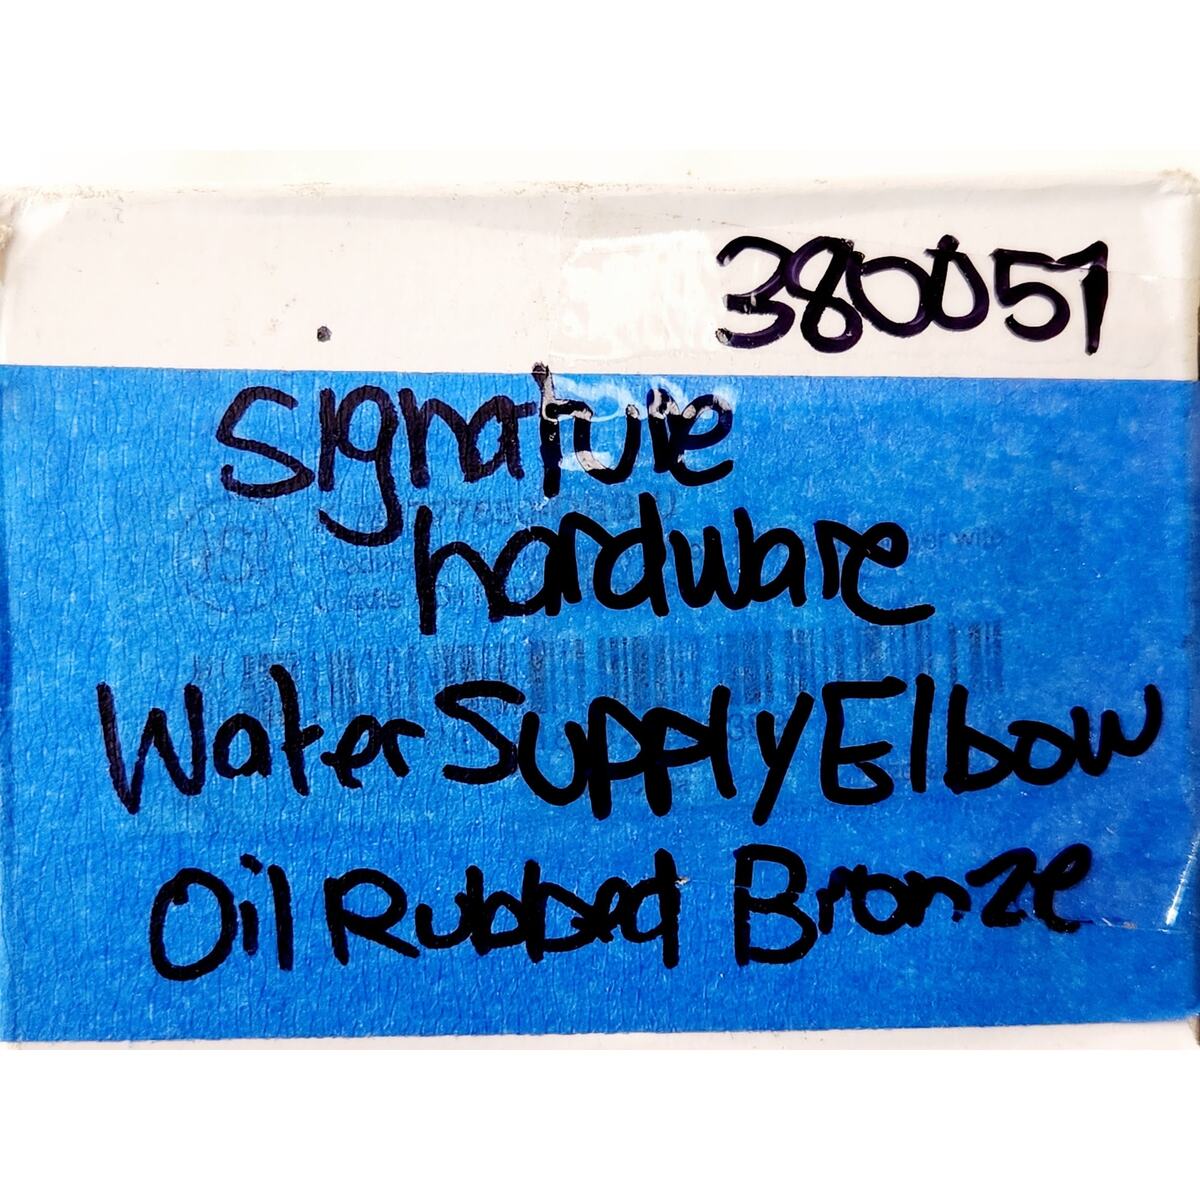 380051
signature
hardware
Water Supply Elbow
Oil Rubbed Bronze